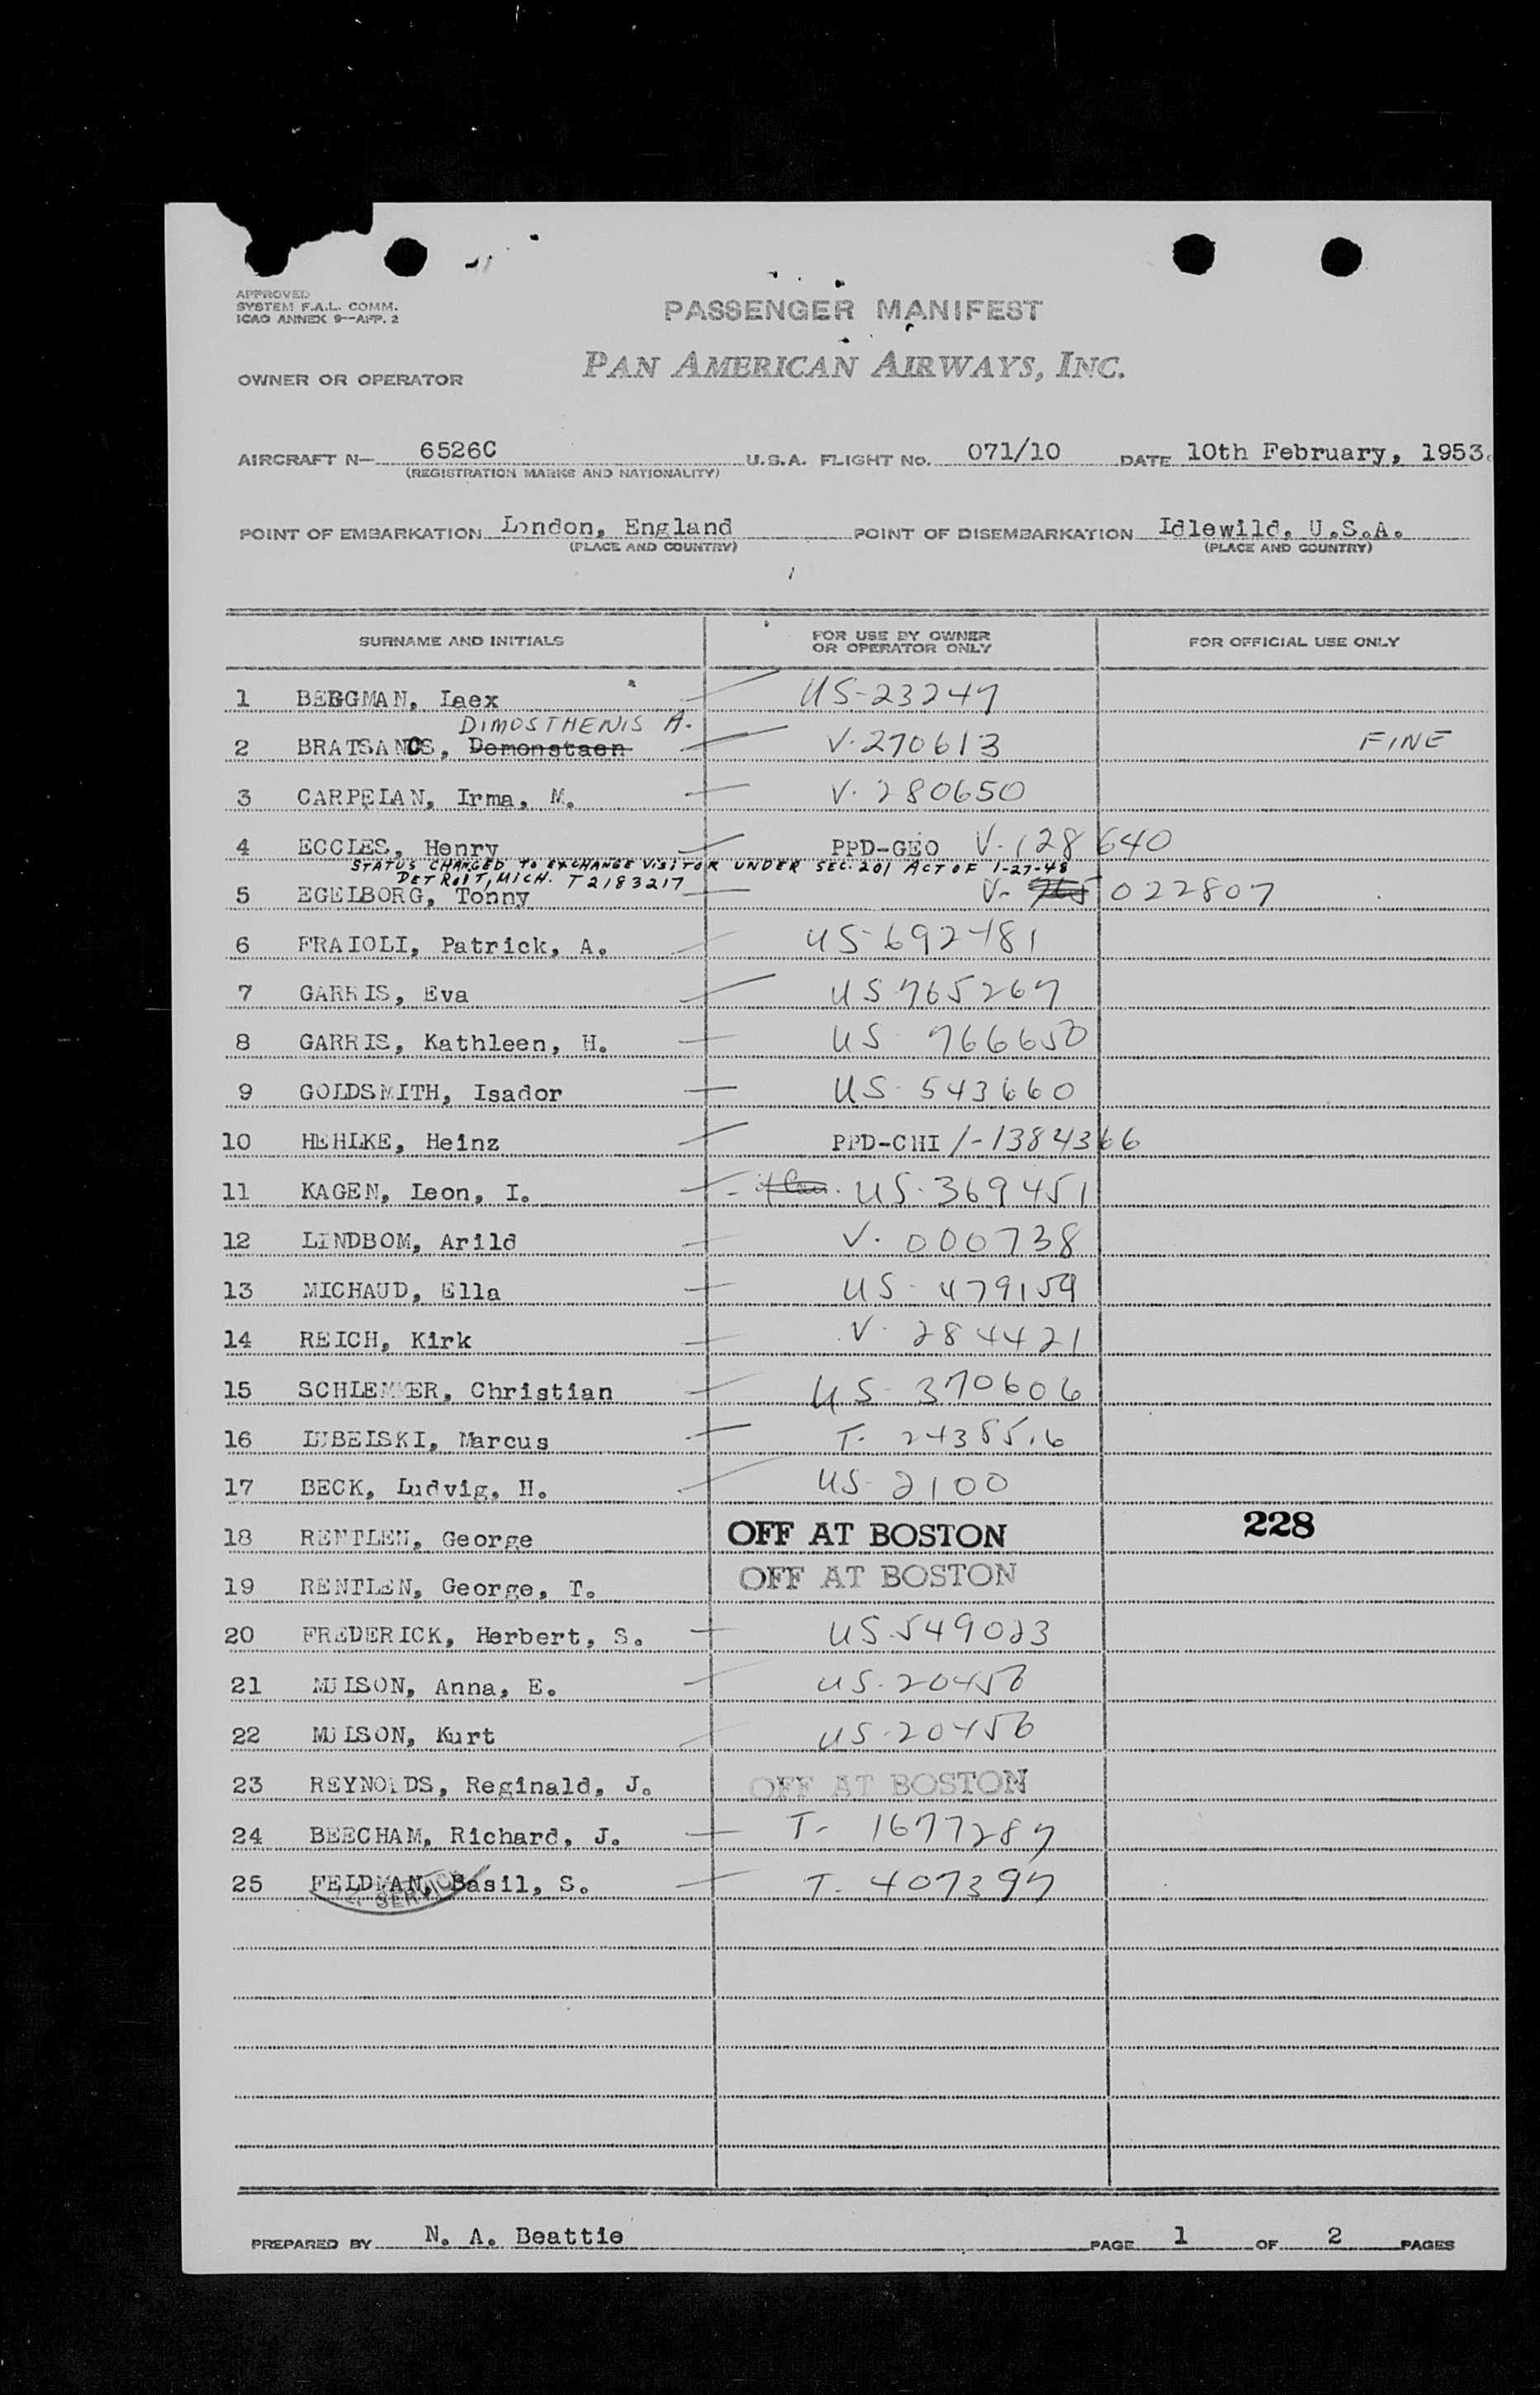 APPROVED
SYSTEM F.A.L. COMM.
ICAO ANNEX 9—APP. 2
PASSENGER MANIFEST
OWNER OR OPERATOR PAN AMERICAN AIRWAYS, INC.
AIRCRAFT N— 6526C U.S.A. FLIGHT No. 071/10 DATE 10th February, 1953.
(REGISTRATION MARKS AND NATIONALITY)
POINT OF EMBARKATION London, England POINT OF DISEMBARKATION Idlewild, U.S.A.
(PLACE AND COUNTRY) (PLACE AND COUNTRY)
SURNAME AND INITIALS FOR USE BY OWNER OR OPERATOR ONLY FOR OFFICIAL USE ONLY
1 BERGMAN, Laex US-23247
DIMOSTHENIS A.
2 BRATSANOS, Demonstaen V-270613 FINE
3 CARPELAN, Irma, M. V-280650
4 ECCLES, Henry PPD-GEO V-128640
STATUS CHANGED TO EXCHANGE VISITOR UNDER SEC. 201 ACT OF 1-27-48
DETROIT, MICH. T2183217
5 EGELBORG, Tonny V- 022807
6 FRAIOLI, Patrick, A. US-692481
7 GARRIS, Eva US 765267
8 GARRIS, Kathleen, H. US 766650
9 GOLDSMITH, Isador US-543660
10 HEHLKE, Heinz PPD-CHI 1-1384366
11 KAGEN, Leon, I. US-369451
12 LINDBOM, Arild V-000738
13 MICHAUD, Ella US-479159
14 REICH, Kirk V-284421
15 SCHLEMMER, Christian US-370606
16 LUBELSKI, Marcus T-243851.6
17 BECK, Ludvig, H. US-2100
18 RENTLEN, George OFF AT BOSTON 228
19 RENTLEN, George, T. OFF AT BOSTON
20 FREDERICK, Herbert, S. US-549023
21 MUISON, Anna, E. US-20456
22 MUISON, Kurt US-20456
23 REYNOLDS, Reginald, J. OFF AT BOSTON
24 BEECHAM, Richard, J. T-1677287
25 FELDMAN, Basil, S. T-407397
SERVICE
PREPARED BY N. A. Beattie PAGE 1 OF 2 PAGES